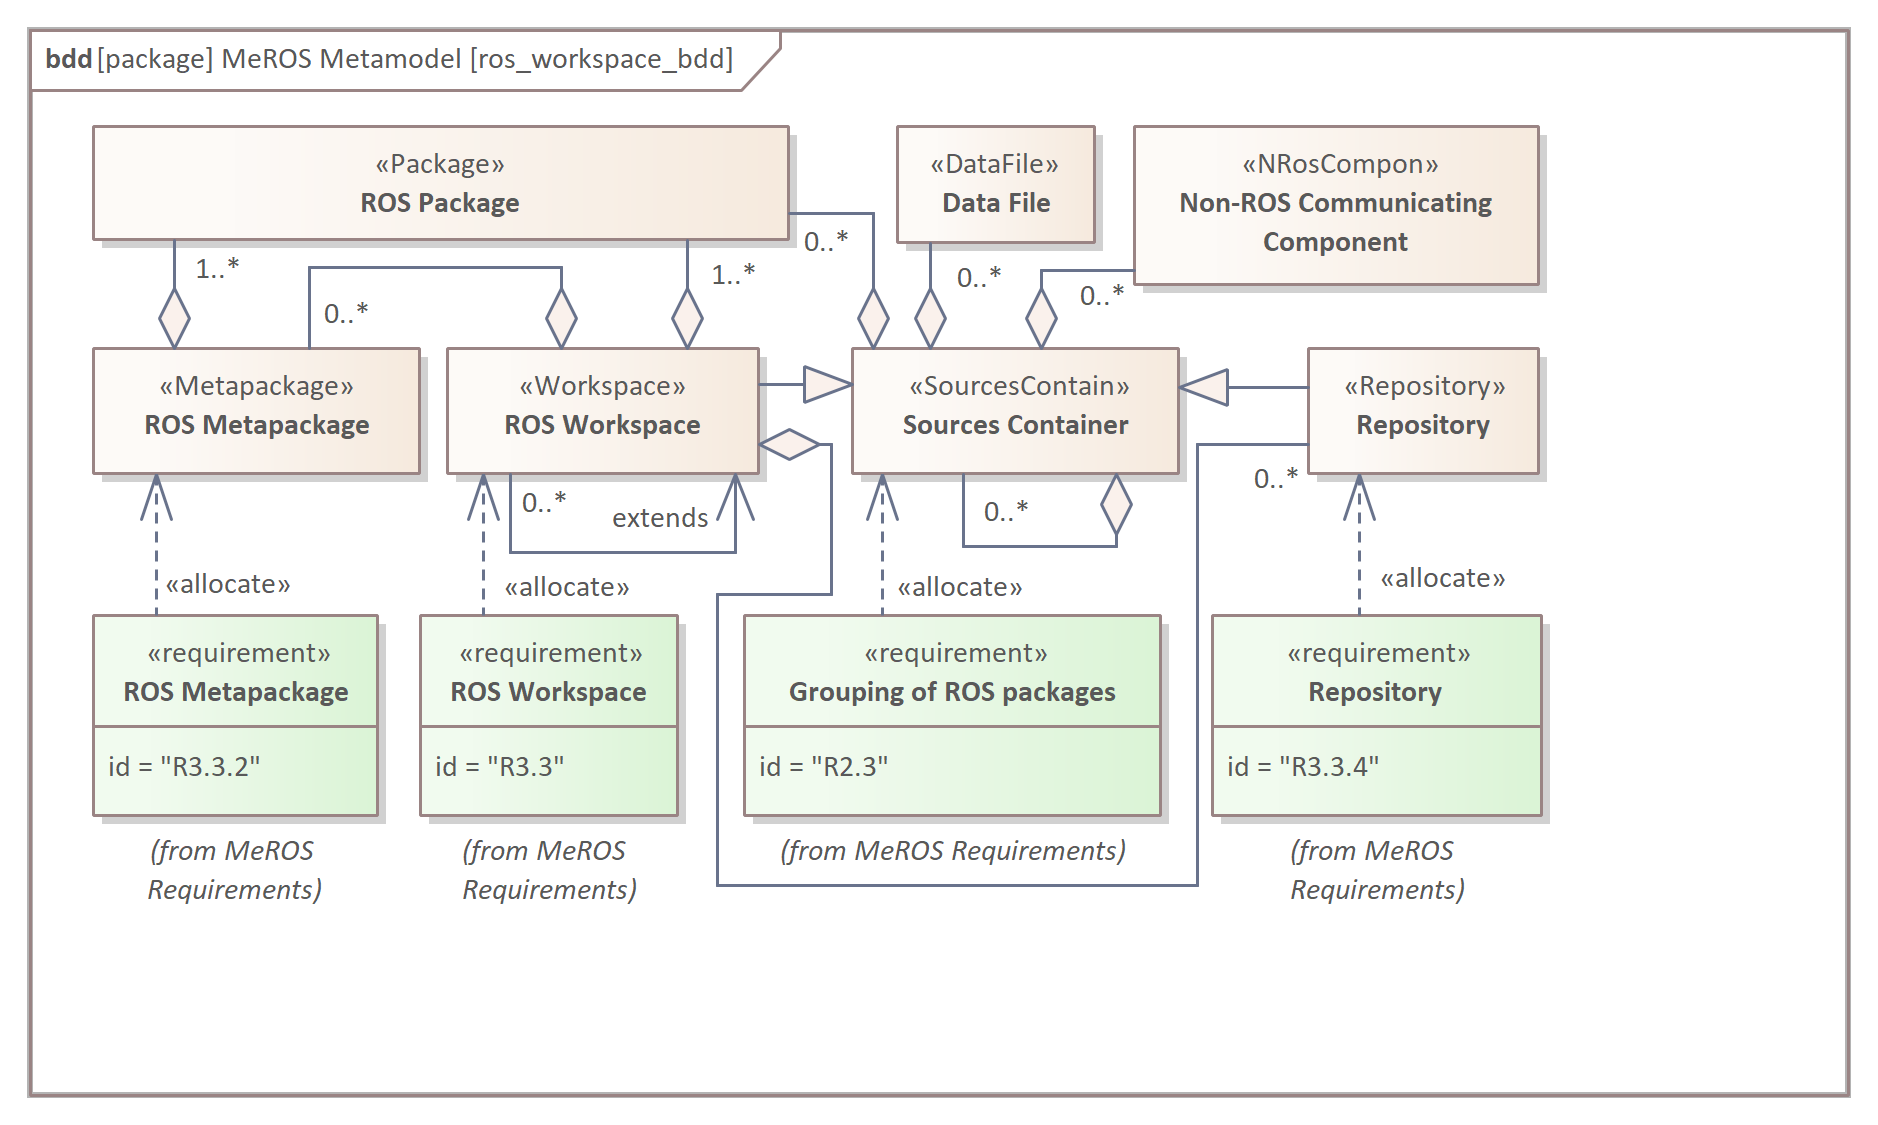 bdd [package] MeROS Metamodel [ros_workspace_bdd]
«Package»
ROS Package
«DataFile»
Data File
«NRosCompon»
Non-ROS Communicating
Component
0..*
1..*
1..*
0..*
0..*
0..*
«Metapackage»
ROS Metapackage
«Workspace»
ROS Workspace
«SourcesContain»
Sources Container
«Repository»
Repository
0..*
0..*
extends
0..*
0..*
«allocate»
«allocate»
«allocate»
«allocate»
«requirement»
ROS Metapackage
id = "R3.3.2"
(from MeROS
Requirements)
«requirement»
ROS Workspace
id = "R3.3"
(from MeROS
Requirements)
«requirement»
Grouping of ROS packages
id = "R2.3"
(from MeROS Requirements)
«requirement»
Repository
id = "R3.3.4"
(from MeROS
Requirements)